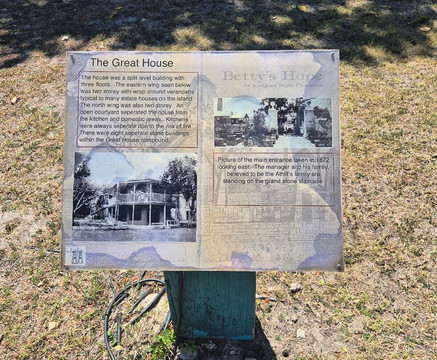 The Great House
The house was a split level building with
three floors. The eastern wing seen below
was two storey with wrap around verandahs
typical to many estate houses on the island.
The north wing was also two storey. An
open courtyard seperated the house from
the kitchen and domestic areas. Kitchens
were always seperate due to the risk of fire.
There were eight seperate stone buildings
within the Great House compound.
Betty's Hope
Picture of the main entrance taken in 1872
looking east. The manager and his family
believed to be the Athill's family are
standing on the grand stone staircase